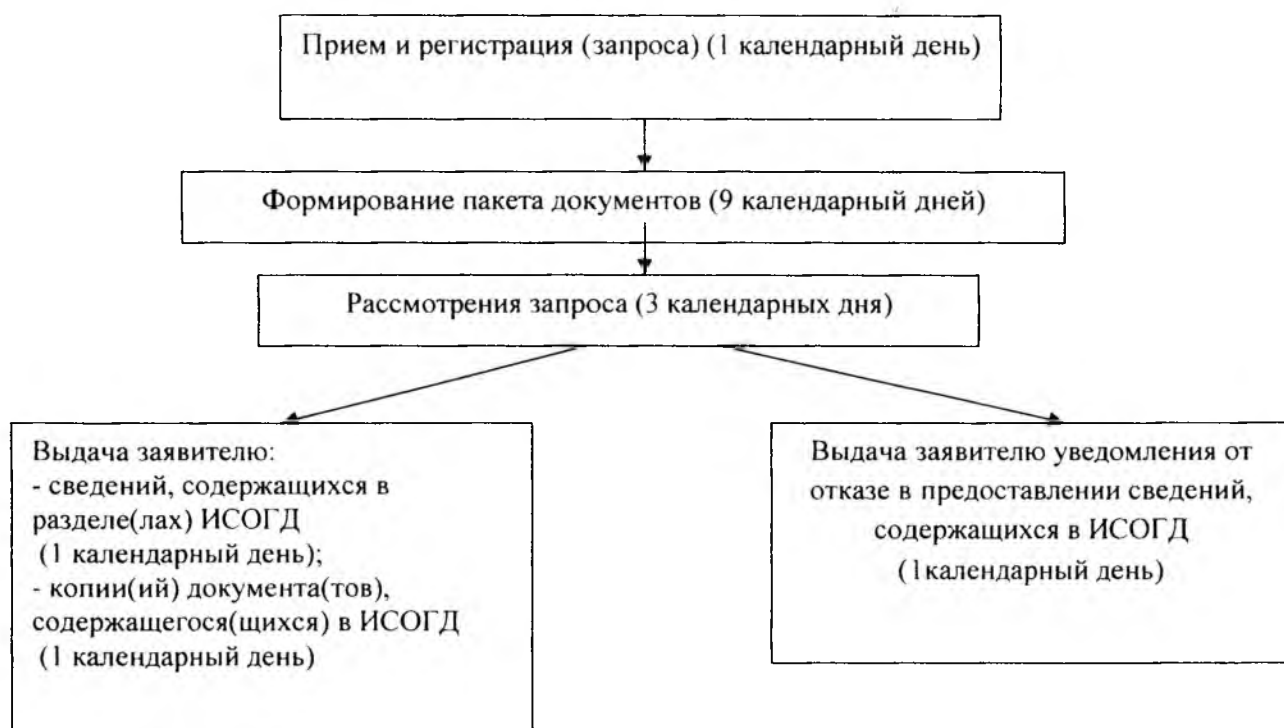 Прием и регистрация (запроса) (1 календарный день)
Формирование пакета документов (9 календарный дней)
Рассмотрения запроса (3 календарных дня)
Выдача заявителю:
- сведений, содержащихся в
разделе(лах) ИСОГД
(1 календарный день);
- копии(ий) документа(тов),
содержащегося(щихся) в ИСОГД
(1 календарный день)
Выдача заявителю уведомления от
отказе в предоставлении сведений,
содержащихся в ИСОГД
(1календарный день)